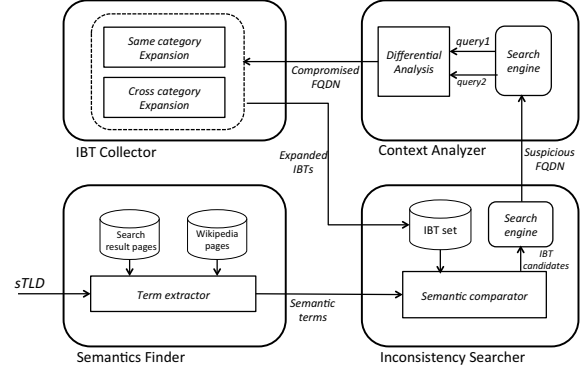 Same category
Expansion
Cross category
Expansion
IBT Collector
Compromised
FQDN
Differential
Analysis
query1
query2
Search
engine
Context Analyzer
Expanded
IBTs
Suspicious
FQDN
Search
result pages
Wikipedia
pages
sTLD
Term extractor
Semantics Finder
Semantic
terms
IBT set
Search
engine
IBT
candidates
Semantic comparator
Inconsistency Searcher